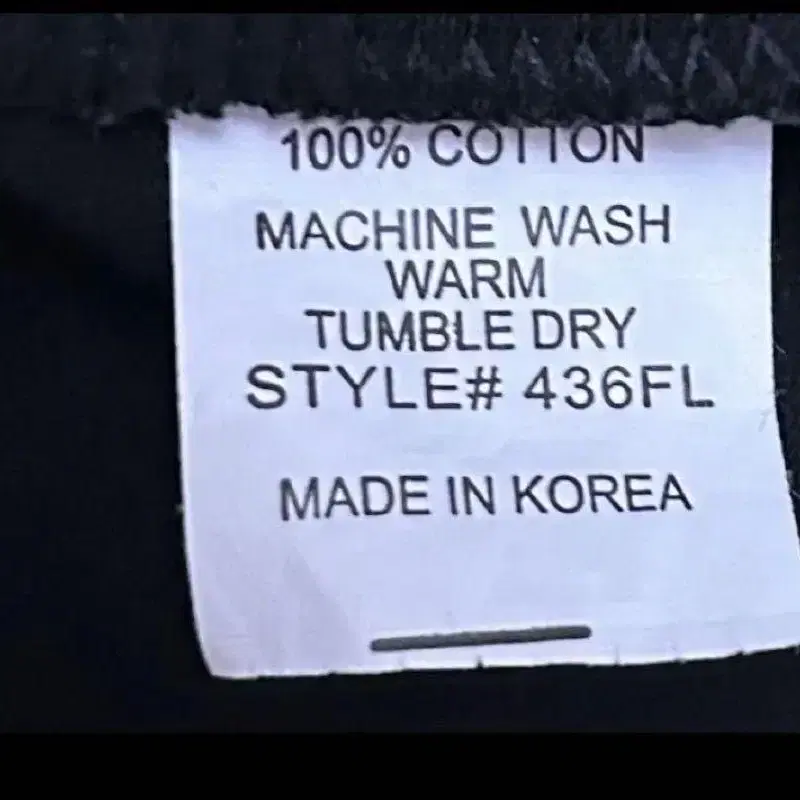 100% COTTON
MACHINE WASH
WARM
TUMBLE DRY
STYLE# 436FL
MADE IN KOREA